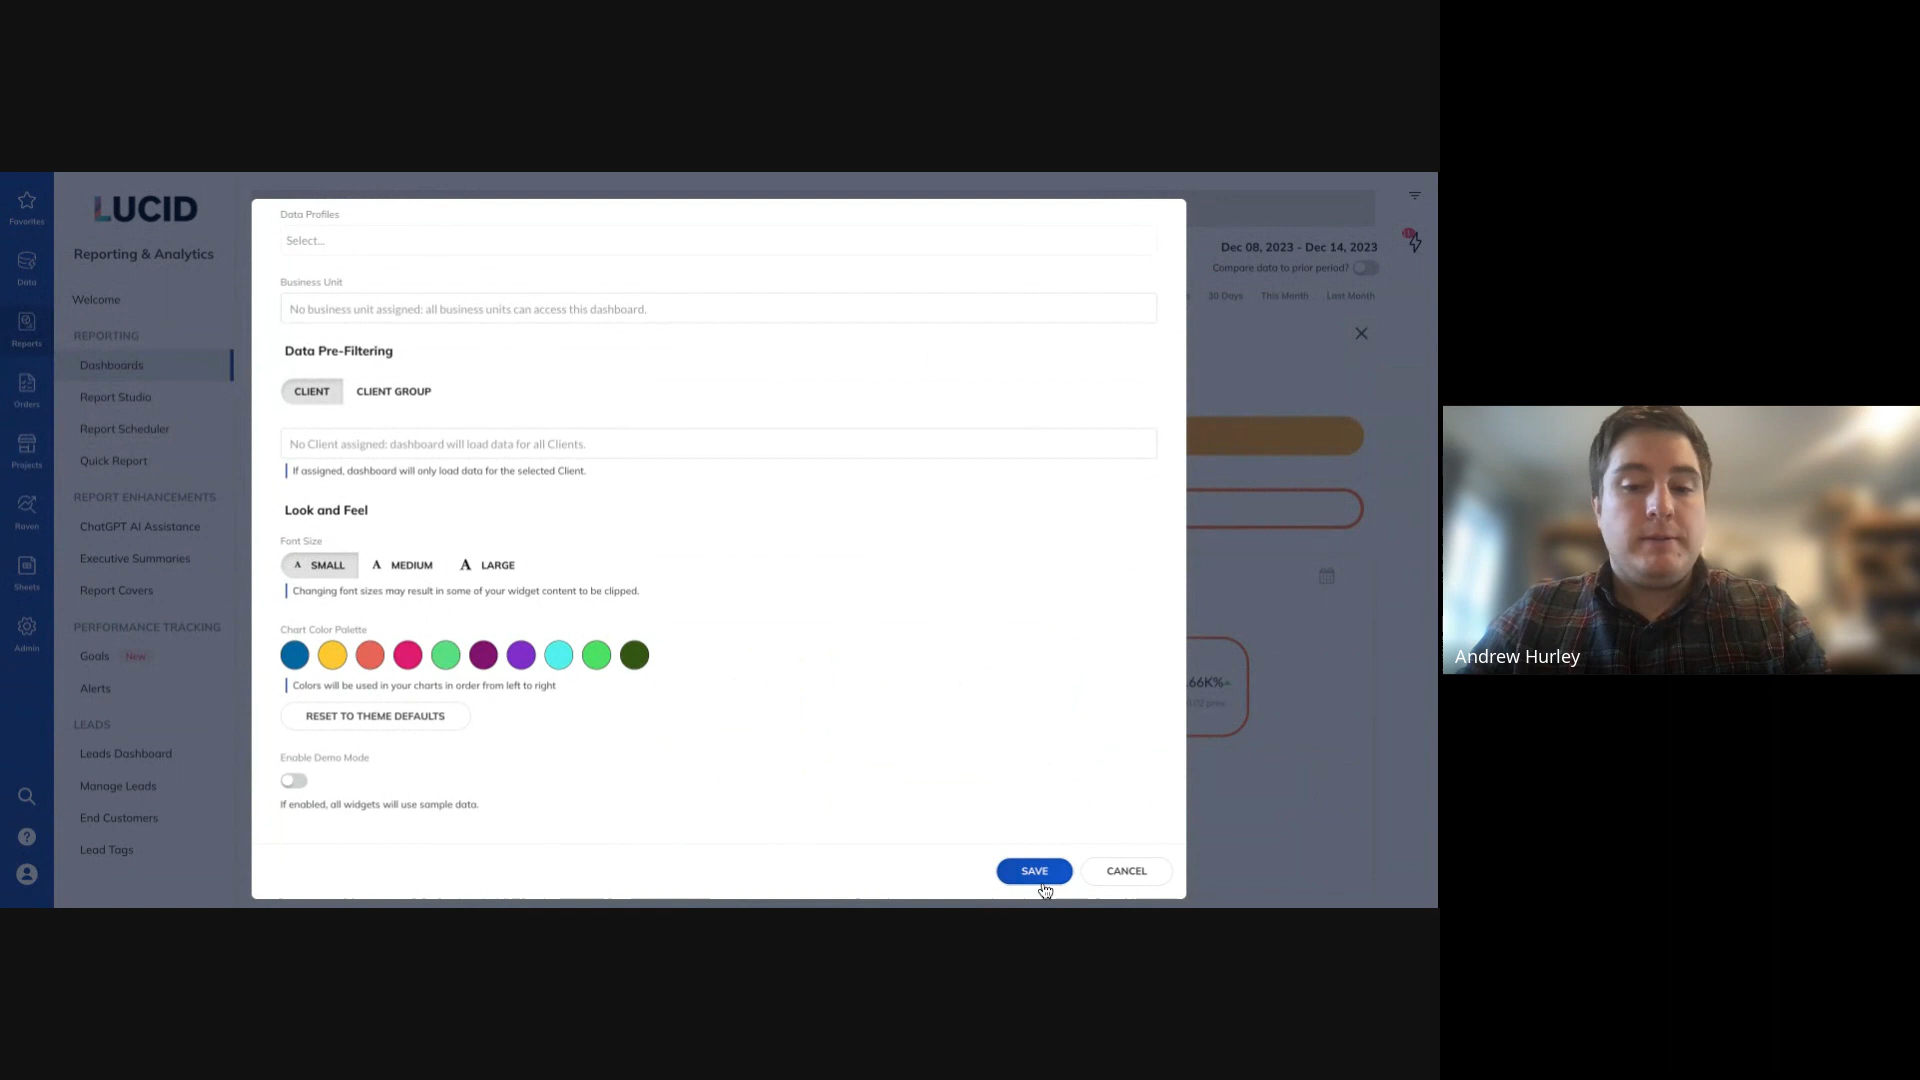 Favorites
Data
Reports
Orders
Projects
Raven
Sheets
Admin
LUCID
Reporting & Analytics
Welcome
REPORTING
Dashboards
Report Studio
Report Scheduler
Quick Report
REPORT ENHANCEMENTS
ChatGPT AI Assistance
Executive Summaries
Report Covers
PERFORMANCE TRACKING
Goals New
Alerts
LEADS
Leads Dashboard
Manage Leads
End Customers
Lead Tags
Data Profiles
Select...
Business Unit
No business unit assigned: all business units can access this dashboard.
Data Pre-Filtering
CLIENT CLIENT GROUP
No Client assigned: dashboard will load data for all Clients.
If assigned, dashboard will only load data for the selected Client.
Look and Feel
Font Size
A SMALL A MEDIUM A LARGE
Changing font sizes may result in some of your widget content to be clipped.
Chart Color Palette
Colors will be used in your charts in order from left to right
RESET TO THEME DEFAULTS
Enable Demo Mode
If enabled, all widgets will use sample data.
SAVE CANCEL
Dec 08, 2023 - Dec 14, 2023
Compare data to prior period?
30 Days This Month Last Month
.66K%
prev
Andrew Hurley